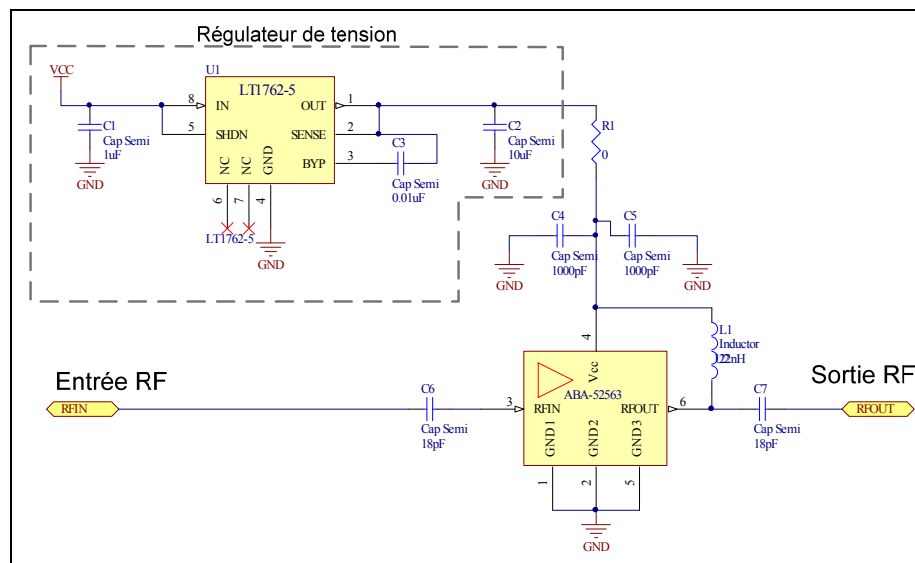 Régulateur de tension
VCC
U1
LT1762-5
8
IN
OUT
1
5
SHDN
SENSE
2
BYP
3
NC
NC
GND
6
7
4
LT1762-5
GND
C1
Cap Semi
1uF
GND
C3
Cap Semi
0.01uF
C2
Cap Semi
10uF
GND
R1
0
C4
Cap Semi
1000pF
GND
C5
Cap Semi
1000pF
GND
4
Vcc
ABA-52563
L1
Inductor
Entrée RF
RFIN
C6
Cap Semi
18pF
3
RFIN
RFOUT
6
GND1
GND2
GND3
1
2
5
GND
C7
Cap Semi
18pF
Sortie RF
RFOUT